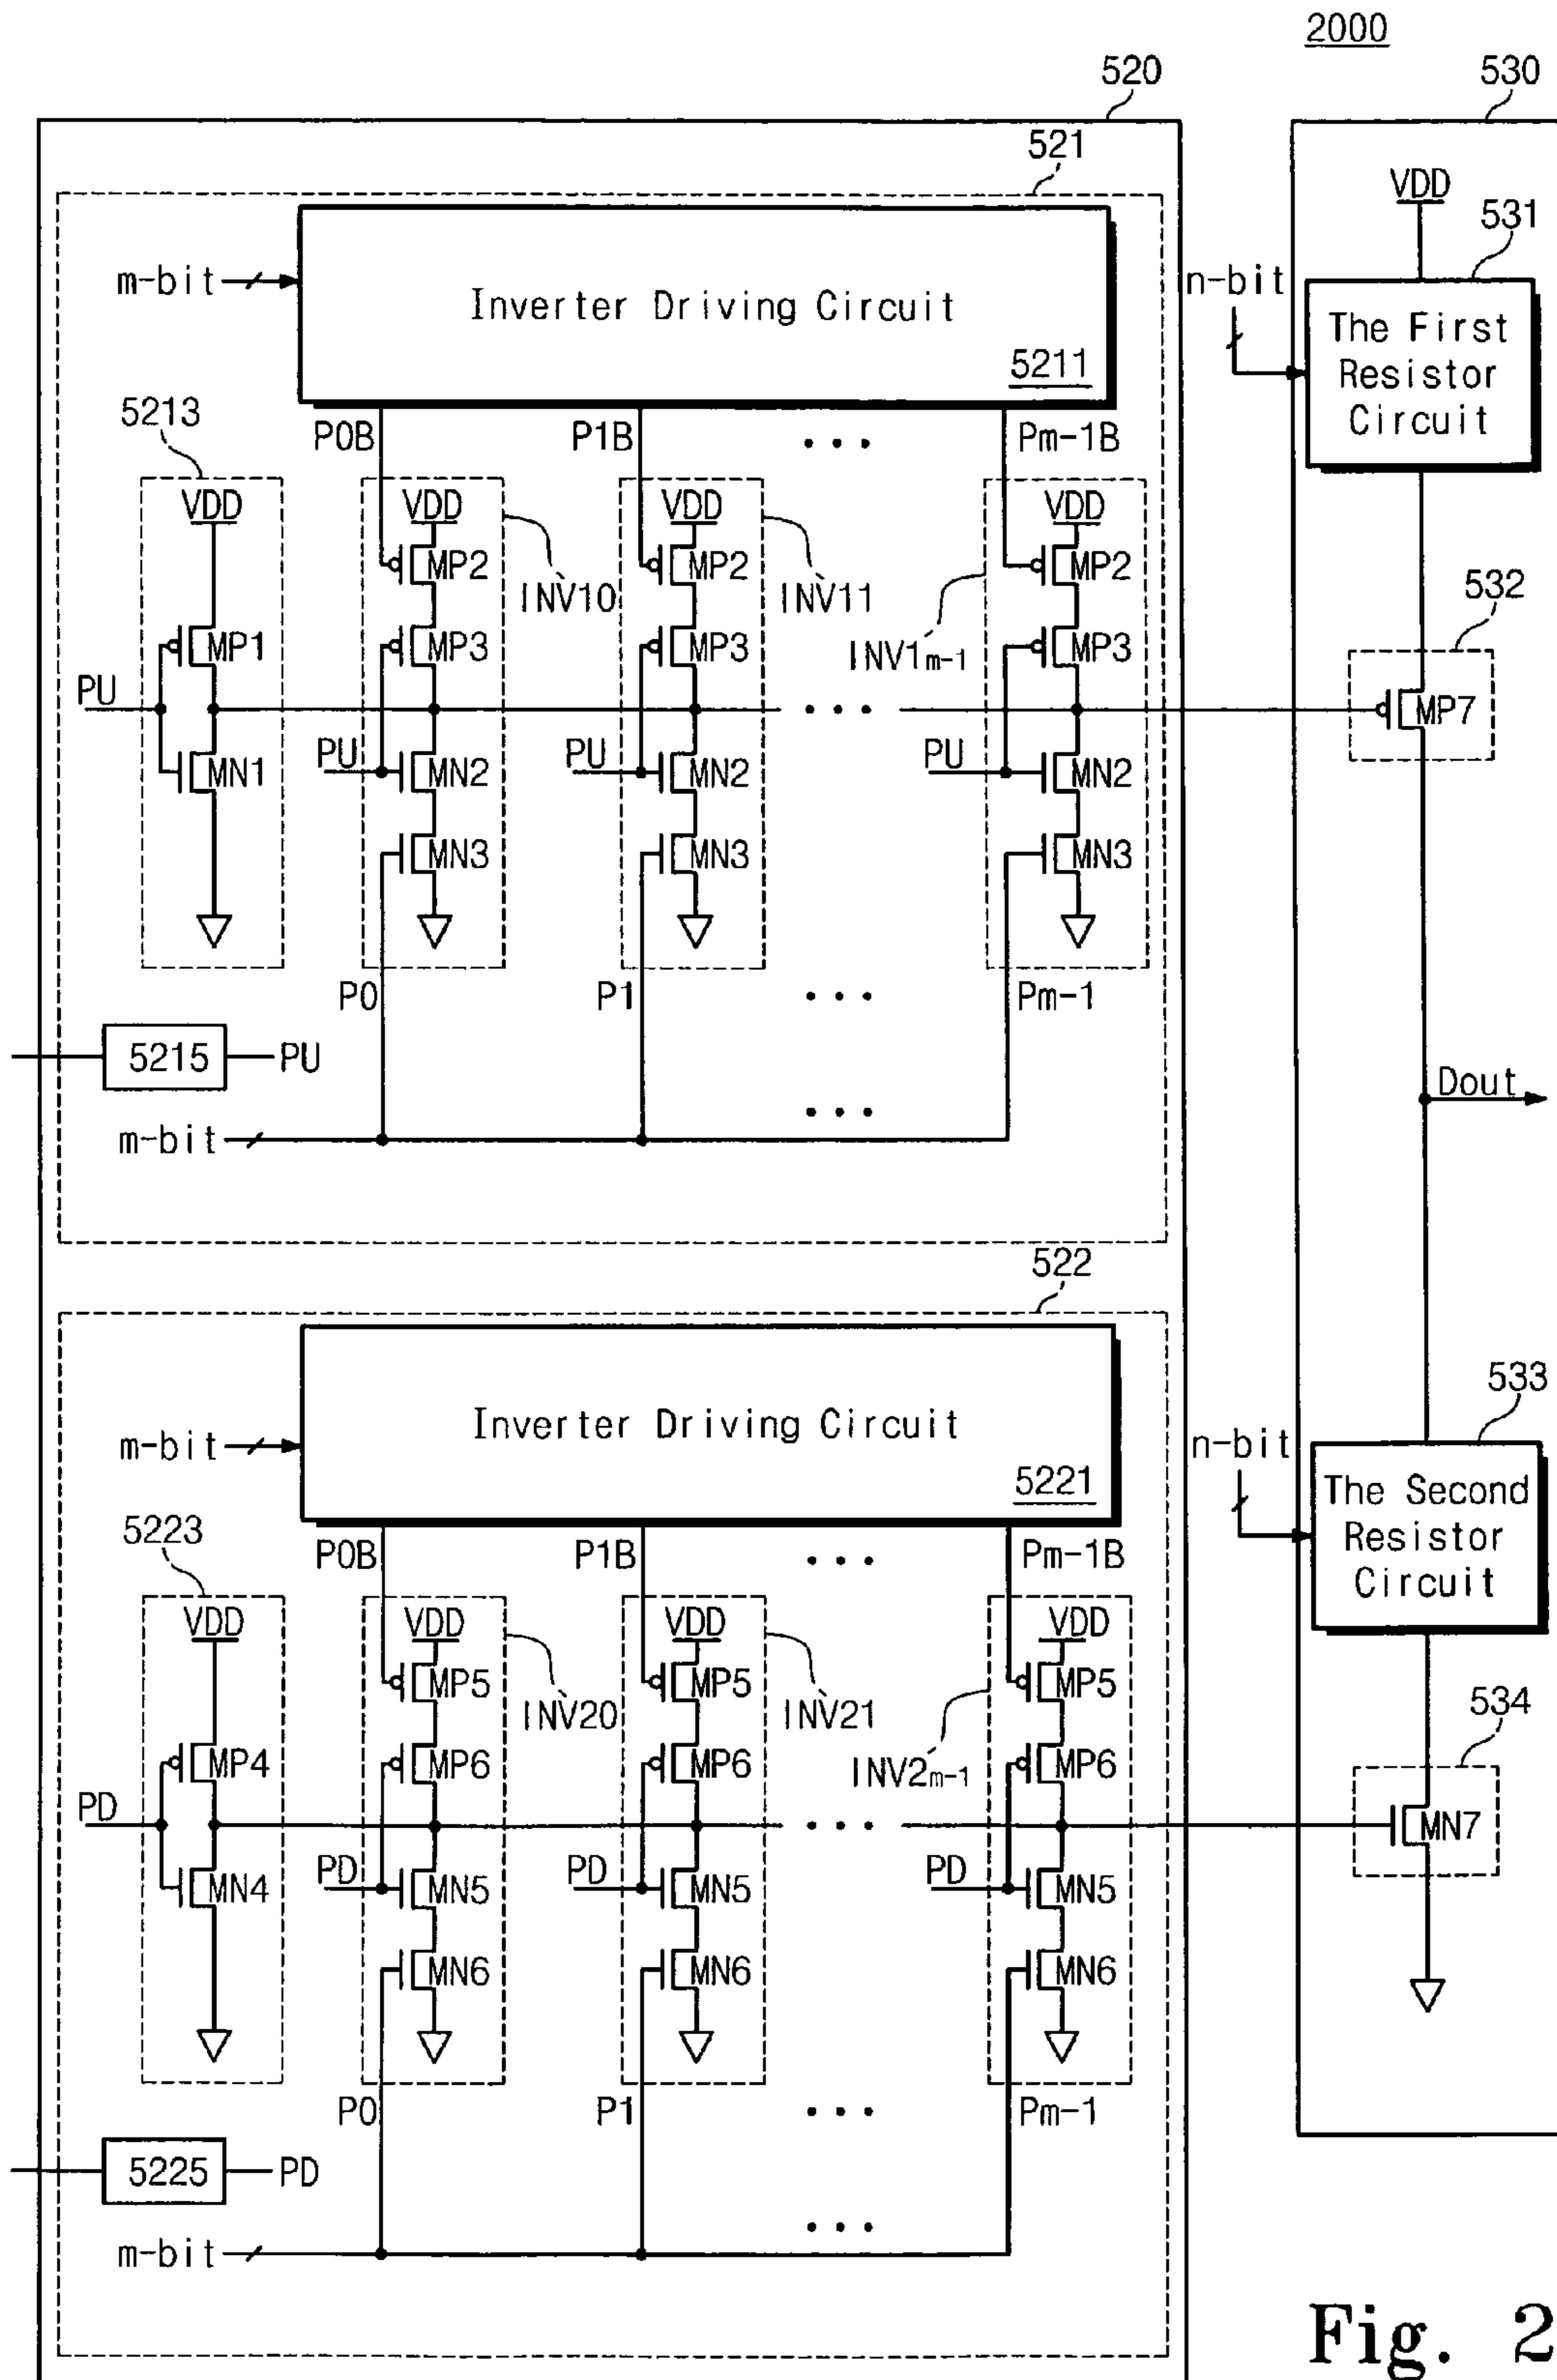 2000
520
530
521
VDD
531
m-bit
Inverter Driving Circuit
5211
n-bit
The First
Resistor
Circuit
5213
P0B
P1B
...
Pm-1B
VDD
VDD
VDD
VDD
MP2
MP2
MP2
INV10
INV11
532
MP1
MP3
MP3
INV1m-1
MP3
PU
...
MP7
PU
PU
PU
MN1
MN2
MN2
MN2
MN3
MN3
MN3
P0
P1
...
Pm-1
5215
PU
Dout
...
m-bit
522
533
m-bit
Inverter Driving Circuit
5221
n-bit
The Second
Resistor
Circuit
5223
P0B
P1B
...
Pm-1B
VDD
VDD
VDD
VDD
MP5
MP5
MP5
INV20
INV21
534
MP4
MP6
MP6
INV2m-1
MP6
PD
...
MN7
PD
PD
PD
MN4
MN5
MN5
MN5
MN6
MN6
MN6
P0
P1
...
Pm-1
5225
PD
...
m-bit
Fig. 2